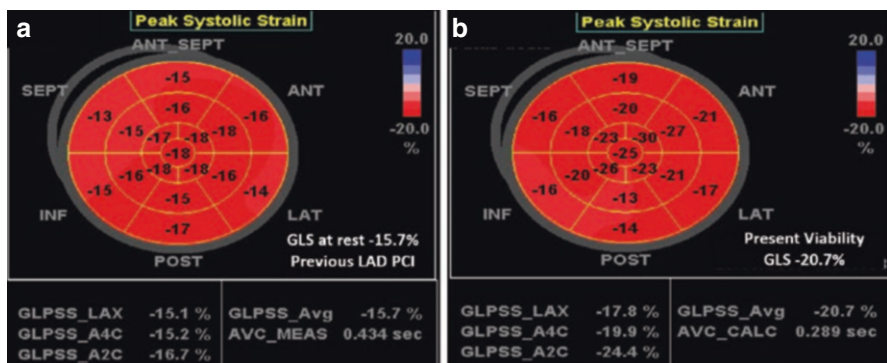 a
Peak Systolic Strain
ANT_SEPT
20.0
SEPT
ANT
-15
-16
-13
-16
-15
-17
-18
-18
-18
-20.0
%
-15
-16
-18
-18
-16
-14
-15
-17
INF
LAT
POST
GLS at rest -15.7%
Previous LAD PCI
GLPSS_LAX -15.1 % GLPSS_Avg -15.7 %
GLPSS_A4C -15.2 % AVC_MEAS 0.434 sec
GLPSS_A2C -16.7 %
b
Peak Systolic Strain
ANT_SEPT
20.0
SEPT
ANT
-19
-20
-16
-21
-18
-23
-30
-27
-25
-20.0
%
-16
-20
-26
-23
-21
-17
-13
-14
INF
LAT
POST
Present Viability
GLS -20.7%
GLPSS_LAX -17.8 % GLPSS_Avg -20.7 %
GLPSS_A4C -19.9 % AVC_CALC 0.289 sec
GLPSS_A2C -24.4 %